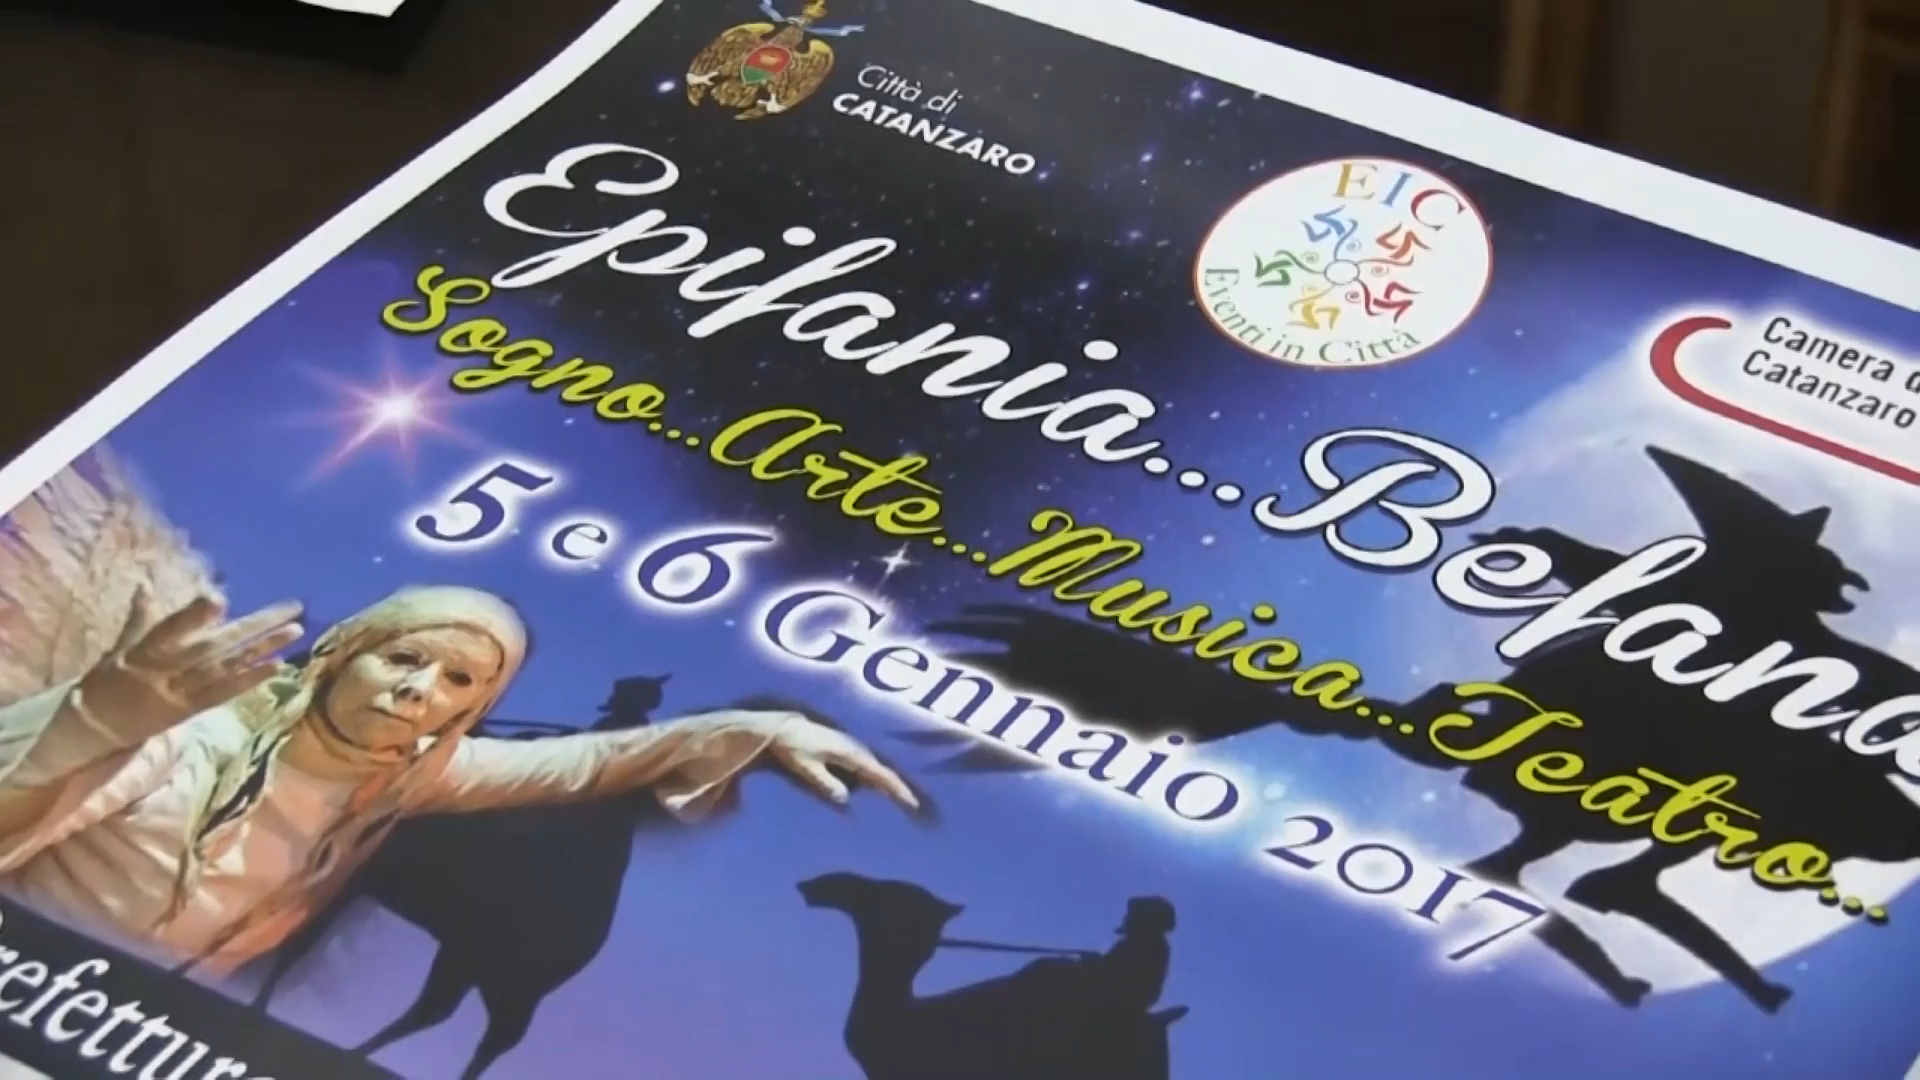 Città di
CATANZARO
EIC
Eventi in Città
Camera d
Catanzaro
Epifania...Befana
Sogno...Arte...Musica...Teatro...
5 e 6 Gennaio 2017
refettur